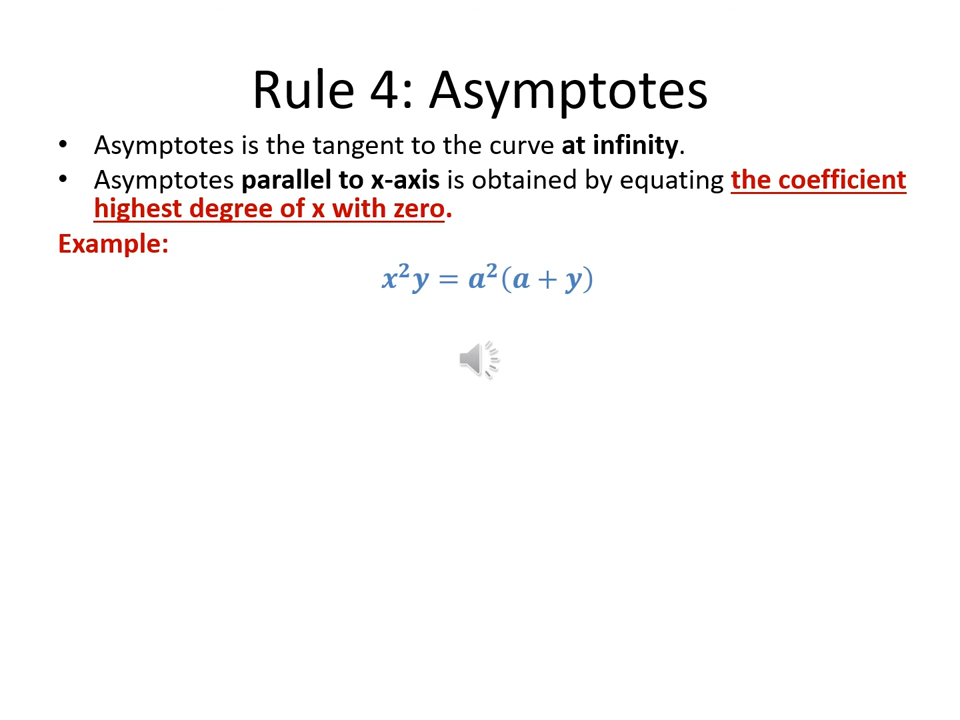 Rule 4: Asymptotes
• Asymptotes is the tangent to the curve at infinity.
• Asymptotes parallel to x-axis is obtained by equating the coefficient
highest degree of x with zero.
Example:
x²y = a²(a + y)